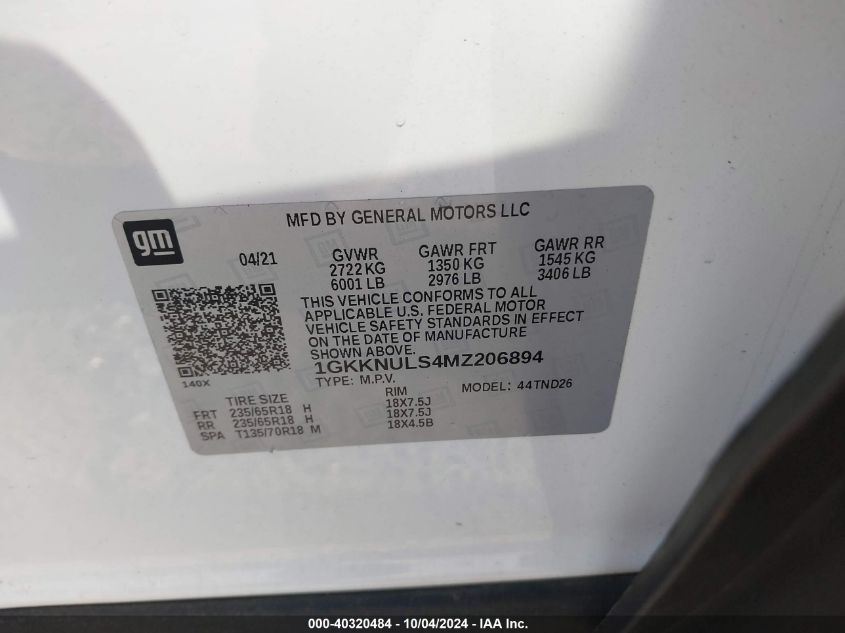 gm
MFD BY GENERAL MOTORS LLC
04/21
GVWR GAWR FRT GAWR RR
2722 KG 1350 KG 1545 KG
6001 LB 2976 LB 3406 LB
THIS VEHICLE CONFORMS TO ALL
APPLICABLE U.S. FEDERAL MOTOR
VEHICLE SAFETY STANDARDS IN EFFECT
ON THE DATE OF MANUFACTURE
SHOWN ABOVE.
1GKKNULS4MZ206894
140X
TYPE: M.P.V. MODEL: 44TND26
TIRE SIZE RIM
FRT 235/65R18 H 18X7.5J
RR 235/65R18 H 18X7.5J
SPA T135/70R18 M 18X4.5B
000-40320484 - 10/04/2024 - IAA Inc.